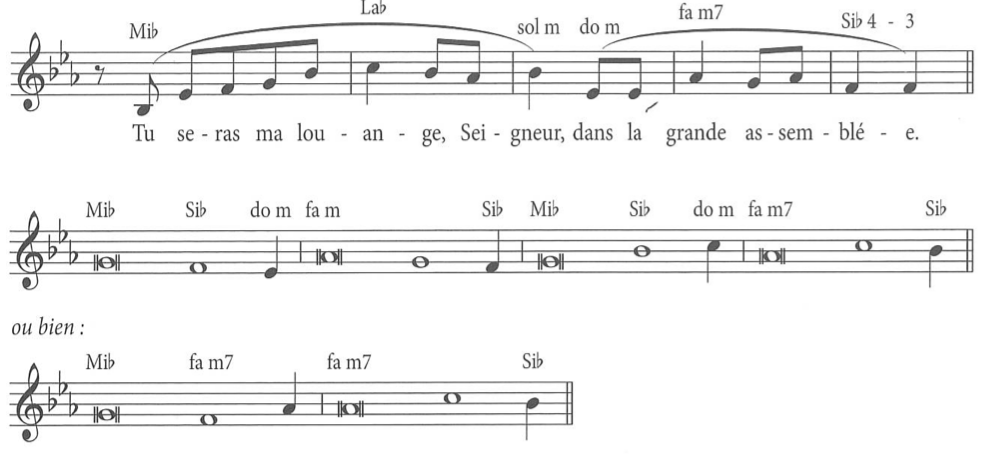 Mi♭ La♭ sol m do m fa m7 Si♭ 4 - 3
Tu se - ras ma lou - an - ge, Sei - gneur, dans la grande as - sem - blé - e.
Mi♭ Si♭ do m fa m Si♭ Mi♭ Si♭ do m fa m7 Si♭
ou bien :
Mi♭ fa m7 fa m7 Si♭